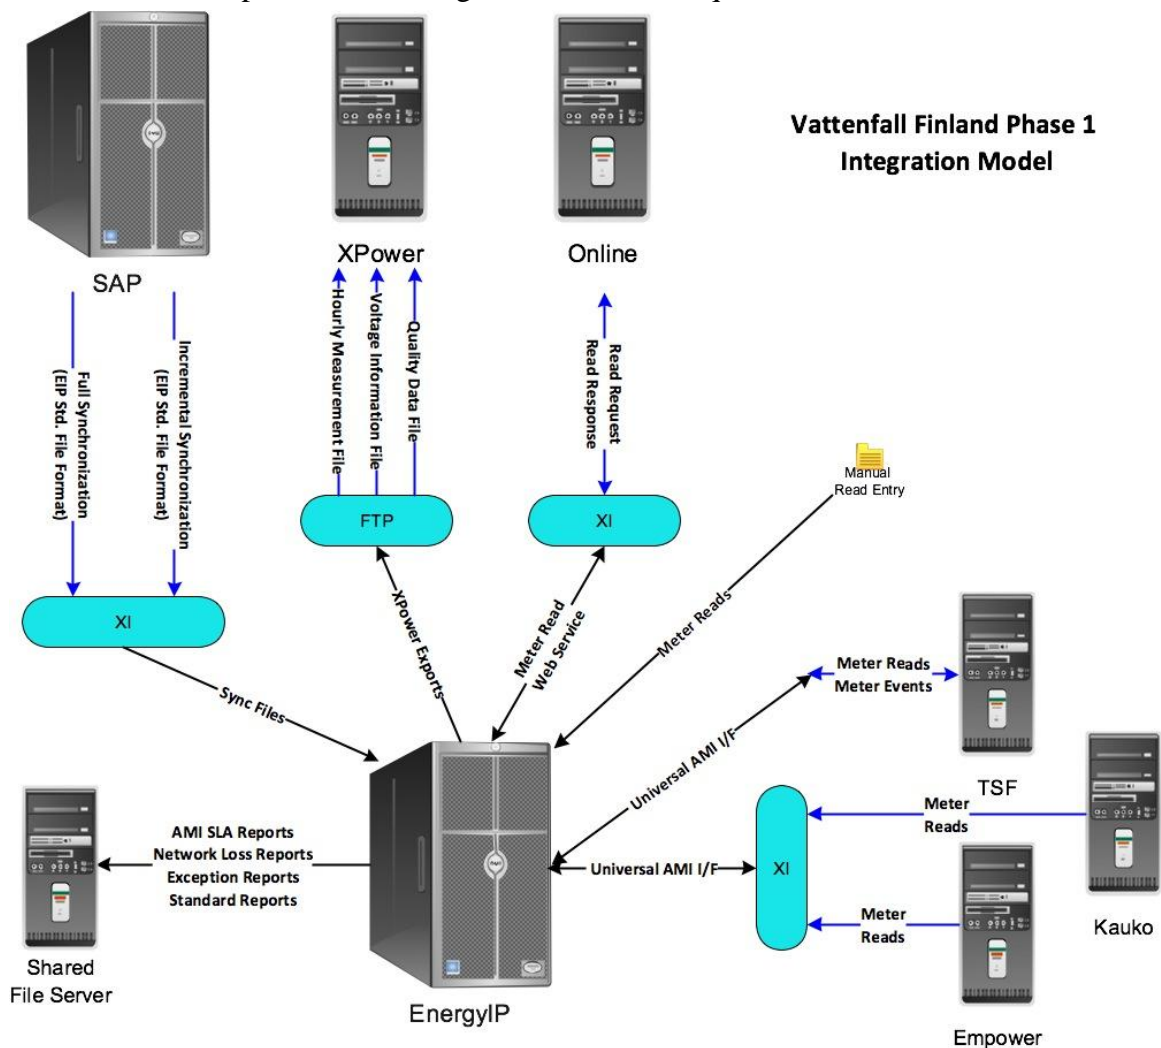 Vattenfall Finland Phase 1
Integration Model
SAP
XPower
Online
Full Synchronization
(EIP Std. File Format)
Incremental Synchronization
(EIP Std. File Format)
Hourly Measurement File
Voltage Information File
Quality Data File
Read Request
Read Response
Manual
Read Entry
FTP
XI
XI
Sync Files
XPower Exports
Meter Read
Web Service
Meter Reads
Universal AMI I/F
Meter Reads
Meter Events
TSF
AMI SLA Reports
Network Loss Reports
Exception Reports
Standard Reports
Universal AMI I/F
XI
Meter
Reads
Kauko
Meter
Reads
Shared
File Server
EnergyIP
Empower